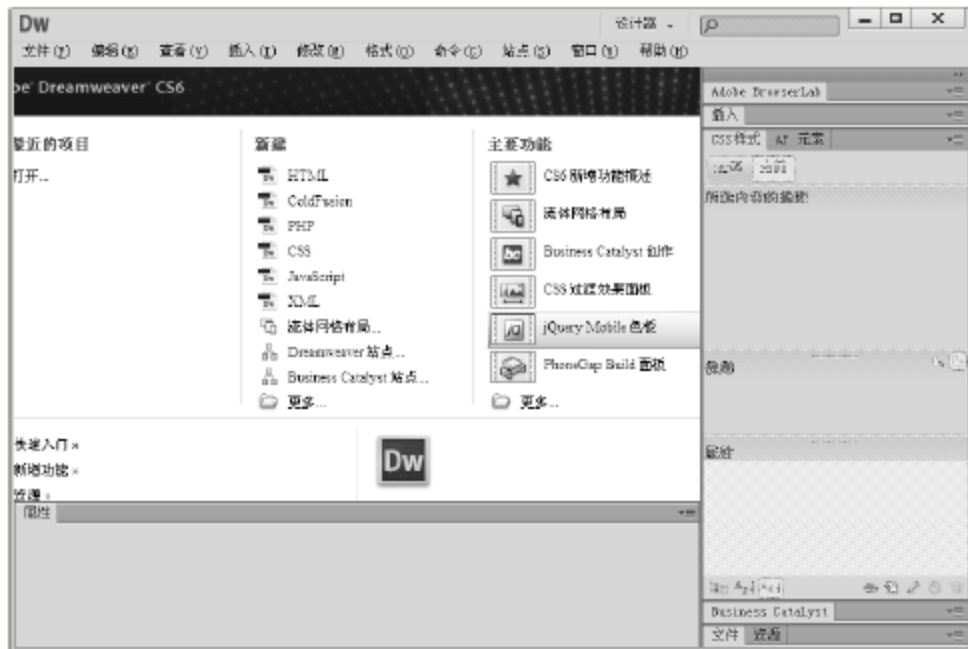 Dw
设计器
文件(F) 编辑(E) 查看(V) 插入(I) 修改(M) 格式(O) 命令(C) 站点(S) 窗口(W) 帮助(H)
be Dreamweaver CS6
最近的项目
打开...
新建
HTML
ColdFusion
PHP
CSS
JavaScript
XML
流体网格布局...
Dreamweaver 站点...
Business Catalyst 站点...
更多...
主要功能
CS6 新增功能概述
流体网格布局
Business Catalyst 创作
CSS 过渡效果面板
jQuery Mobile 色板
PhoneGap Build 面板
更多...
快速入门 »
新增功能 »
资源 »
Dw
属性
Adobe BrowserLab
插入
CSS样式 AP 元素
所选内容的摘要
规则
属性
Business Catalyst
文件 资源